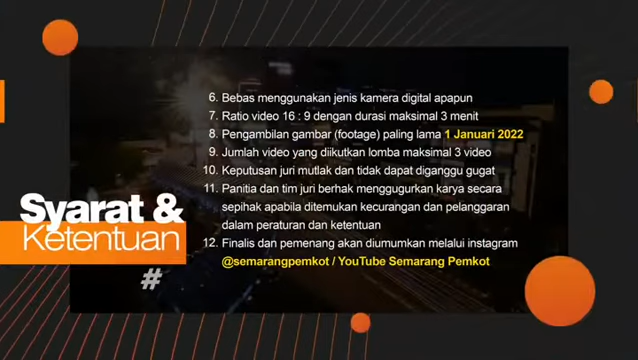 Syarat &
Ketentuan
#
6. Bebas menggunakan jenis kamera digital apapun
7. Ratio video 16 : 9 dengan durasi maksimal 3 menit
8. Pengambilan gambar (footage) paling lama 1 Januari 2022
9. Jumlah video yang diikutkan lomba maksimal 3 video
10. Keputusan juri mutlak dan tidak dapat diganggu gugat
11. Panitia dan tim juri berhak menggugurkan karya secara
sepihak apabila ditemukan kecurangan dan pelanggaran
dalam peraturan dan ketentuan
12. Finalis dan pemenang akan diumumkan melalui instagram
@semarangpemkot / YouTube Semarang Pemkot